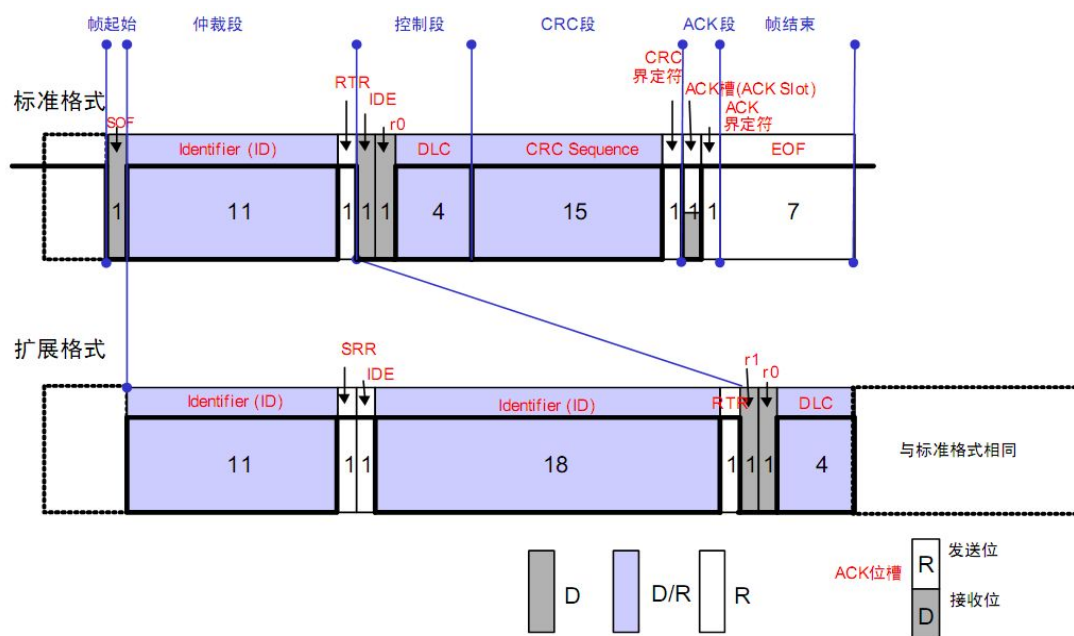 帧起始 仲裁段 控制段 CRC段 ACK段 帧结束
标准格式
SOF
RTR
IDE
r0
CRC
界定符
ACK槽(ACK Slot)
ACK
界定符
Identifier (ID) DLC CRC Sequence EOF
1 11 1 1 1 4 15 1 1 1 7
扩展格式
SRR
IDE
r1
r0
Identifier (ID) Identifier (ID) RTR DLC
11 1 1 18 1 1 1 4 与标准格式相同
D D/R R
ACK位槽
R 发送位
D 接收位